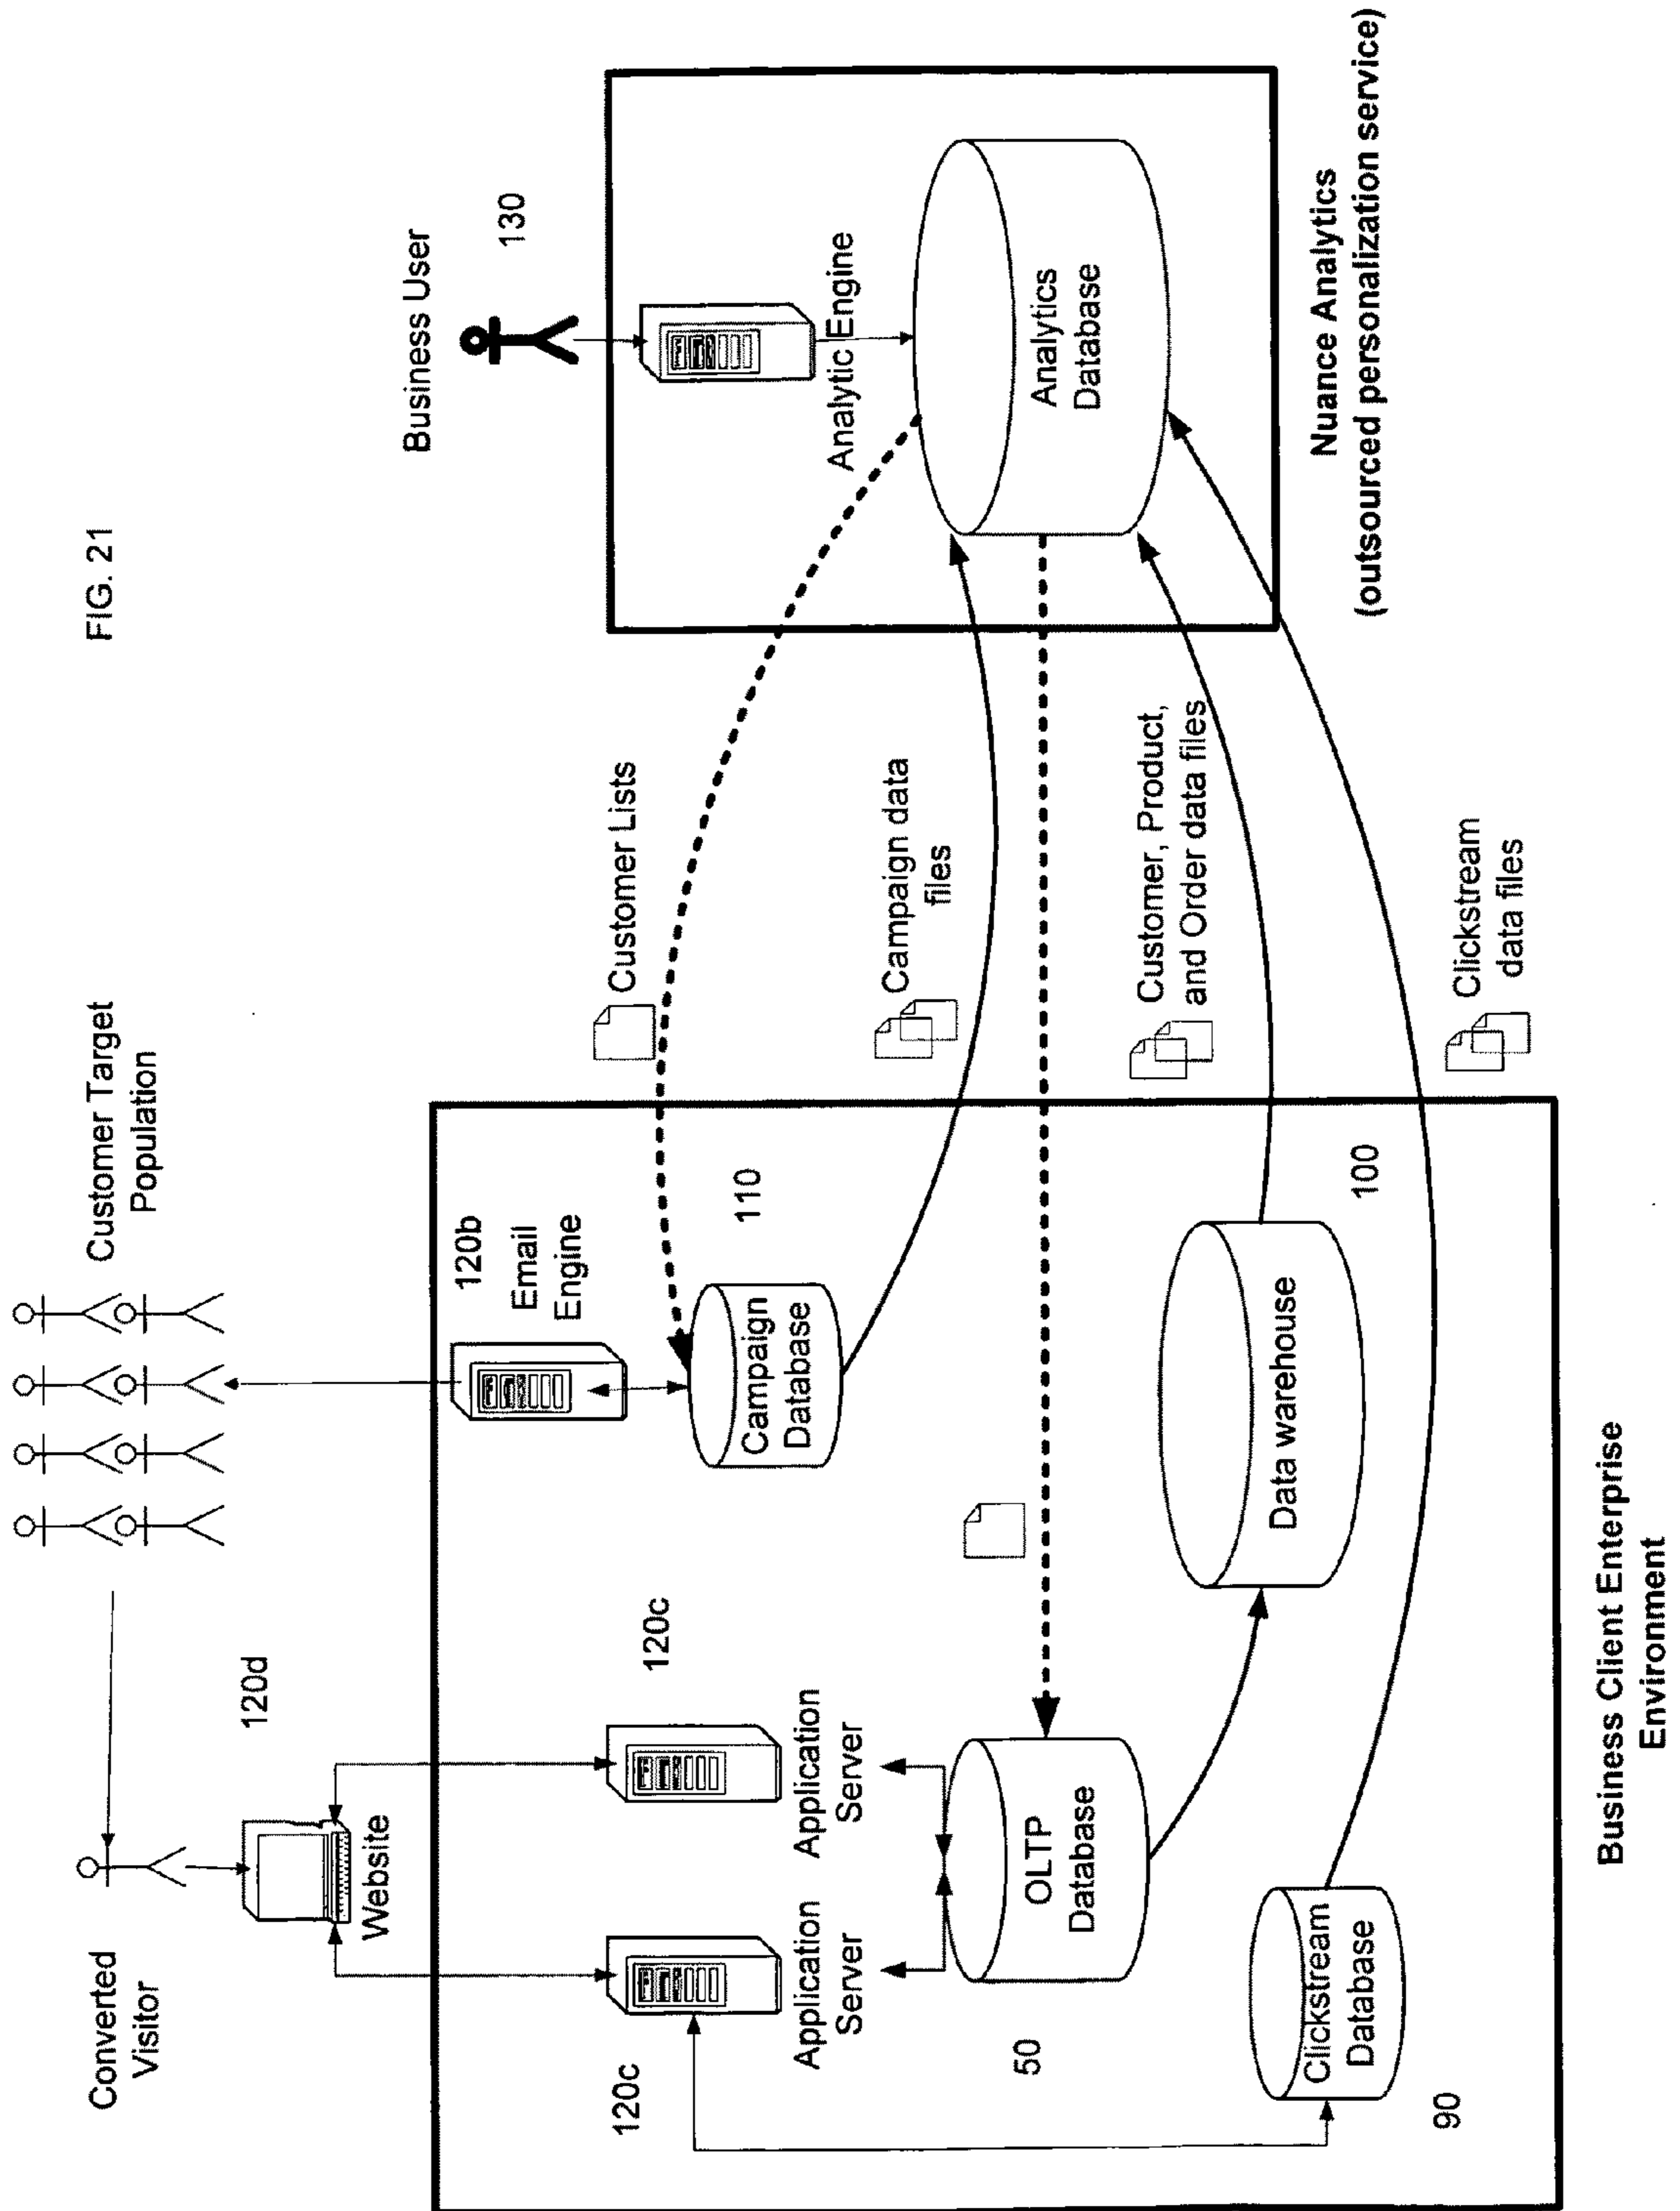 FIG. 21
Customer Target
Population
Converted
Visitor
120d
Website
Business User
130
120b
Email
Engine
120c
Application
Server
120c
Application
Server
110
Campaign
Database
Customer Lists
Analytic Engine
Campaign data
files
Analytics
Database
50
OLTP
Database
Customer, Product,
and Order data files
Data warehouse
100
Clickstream
Database
90
Clickstream
data files
Nuance Analytics
(outsourced personalization service)
Business Client Enterprise
Environment